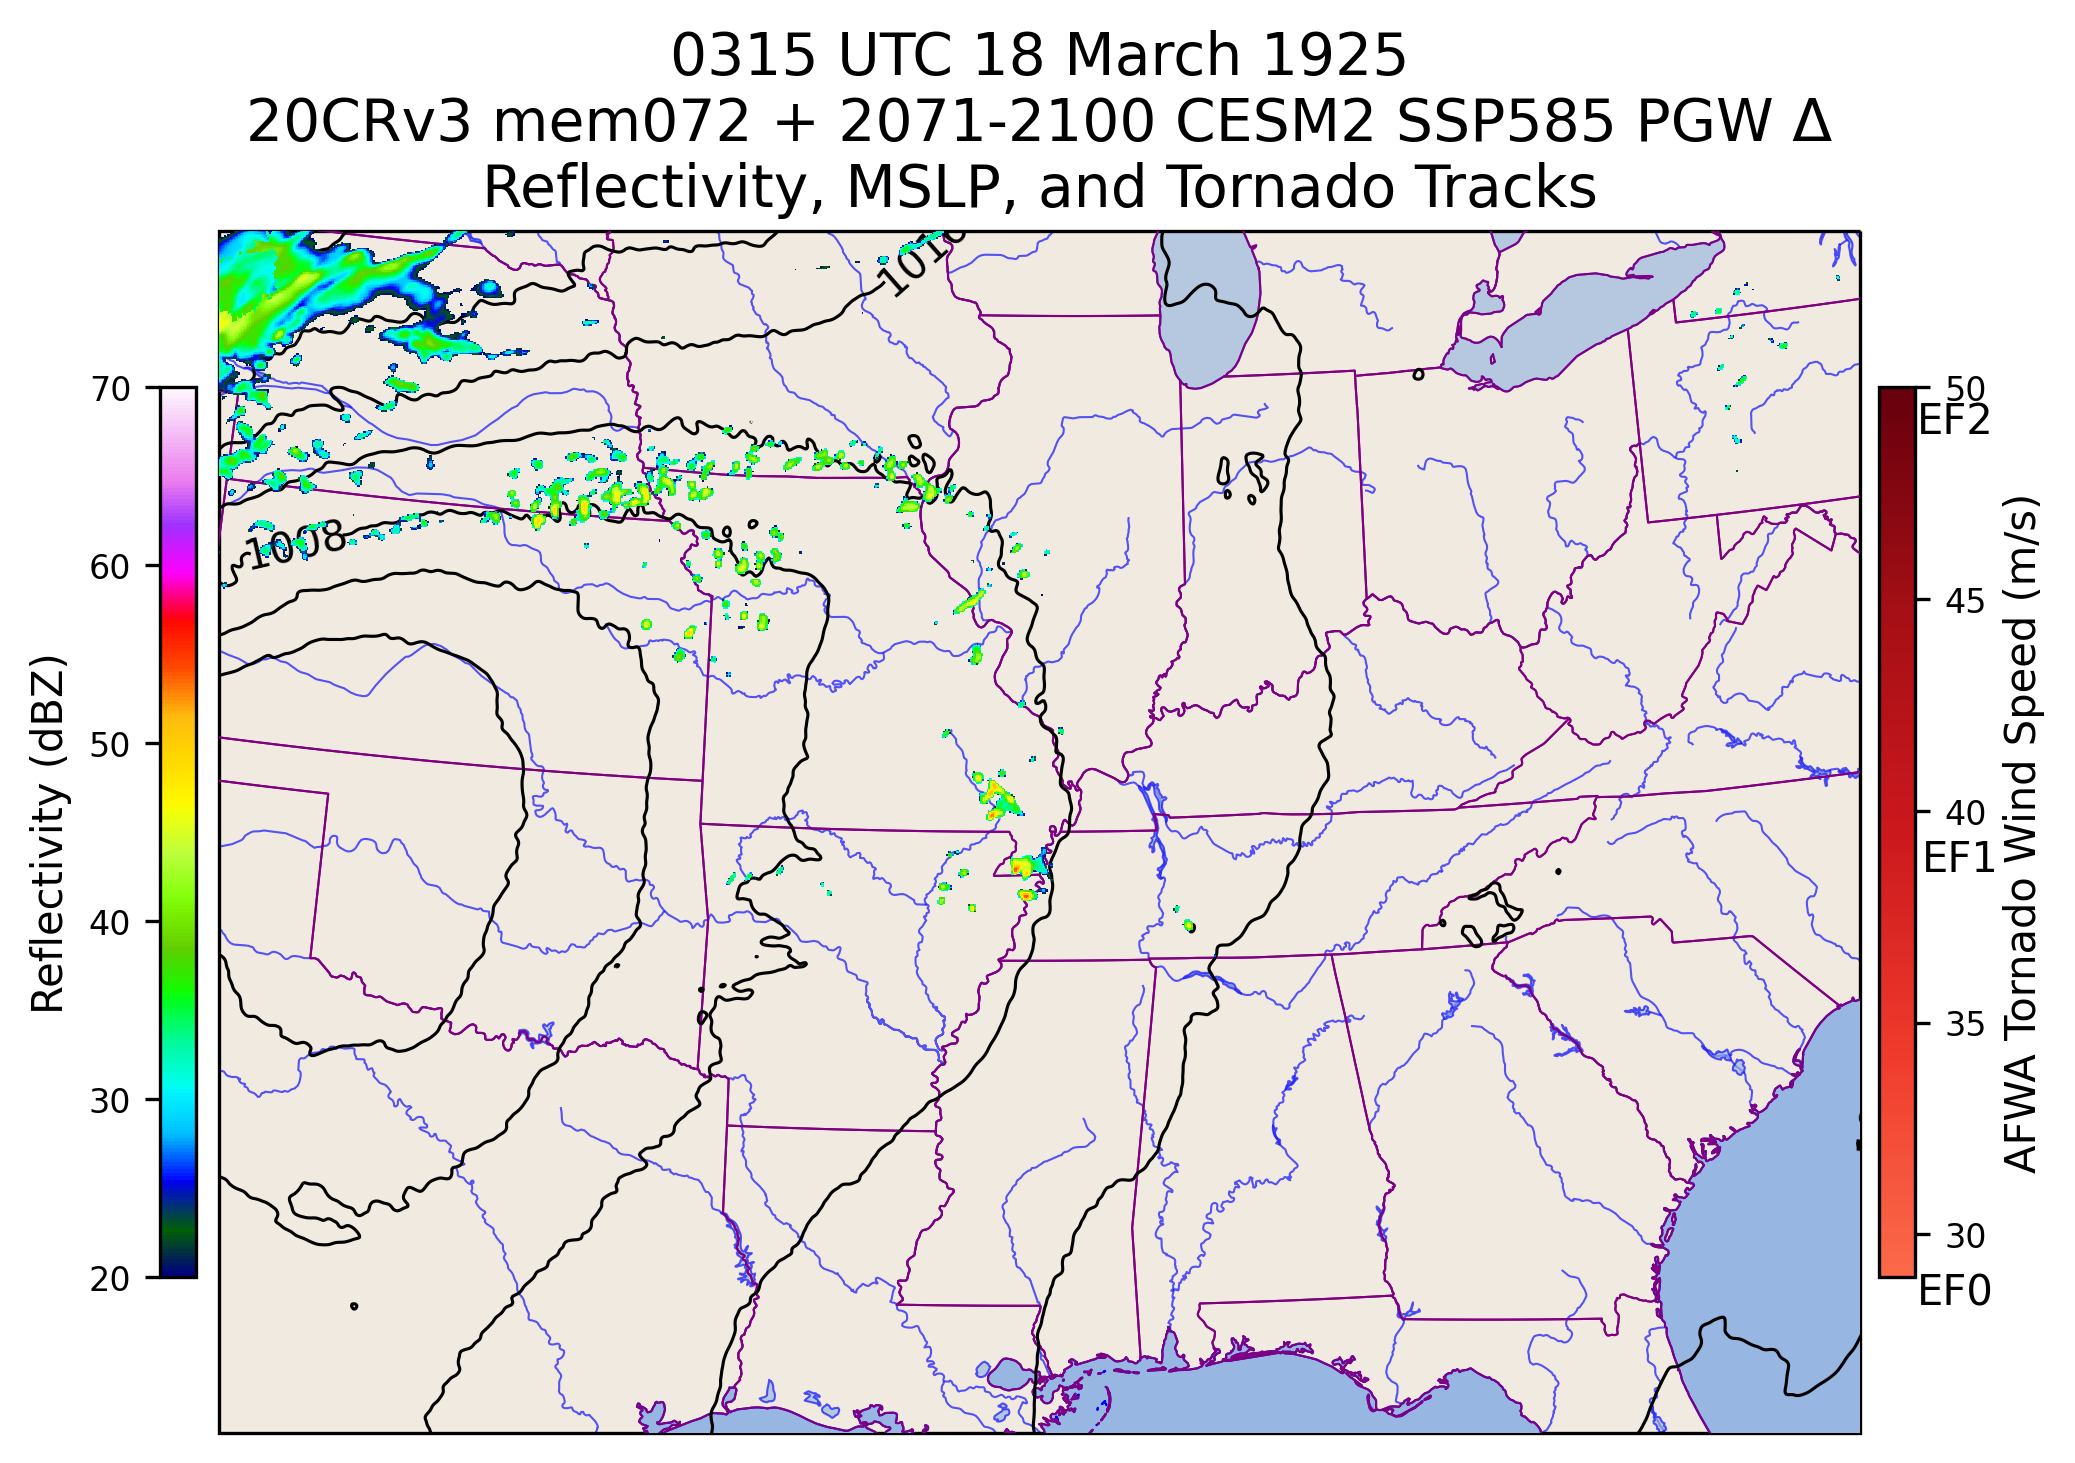 0315 UTC 18 March 1925
20CRv3 mem072 + 2071-2100 CESM2 SSP585 PGW Δ
Reflectivity, MSLP, and Tornado Tracks
1016
1008
70
60
50
40
30
20
Reflectivity (dBZ)
50
EF2
45
40
EF1
35
30
EF0
AFWA Tornado Wind Speed (m/s)